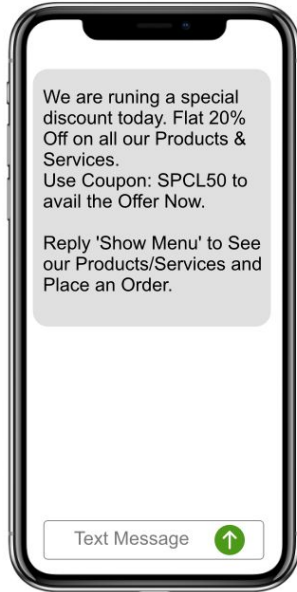 We are runing a special
discount today. Flat 20%
Off on all our Products &
Services.
Use Coupon: SPCL50 to
avail the Offer Now.
Reply 'Show Menu' to See
our Products/Services and
Place an Order.
Text Message